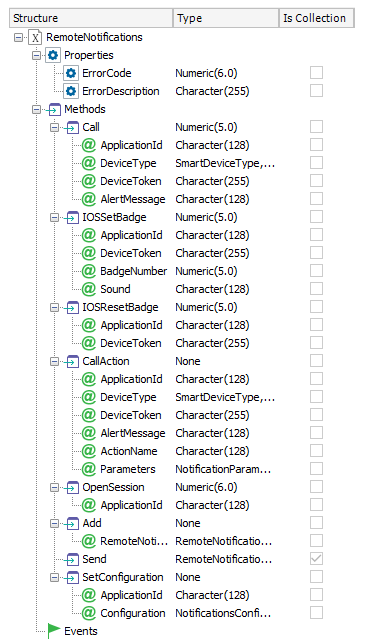 Structure Type Is Collection
RemoteNotifications
Properties
ErrorCode Numeric(6.0)
ErrorDescription Character(255)
Methods
Call Numeric(5.0)
ApplicationId Character(128)
DeviceType SmartDeviceType,...
DeviceToken Character(255)
AlertMessage Character(128)
IOSSetBadge Numeric(5.0)
ApplicationId Character(128)
DeviceToken Character(255)
BadgeNumber Numeric(5.0)
Sound Character(128)
IOSResetBadge Numeric(5.0)
ApplicationId Character(128)
DeviceToken Character(255)
CallAction None
ApplicationId Character(128)
DeviceType SmartDeviceType,...
DeviceToken Character(255)
AlertMessage Character(128)
ActionName Character(128)
Parameters NotificationParam...
OpenSession Numeric(6.0)
ApplicationId Character(128)
Add None
RemoteNoti... RemoteNotificatio...
Send RemoteNotificatio...
SetConfiguration None
ApplicationId Character(128)
Configuration NotificationsConfi...
Events